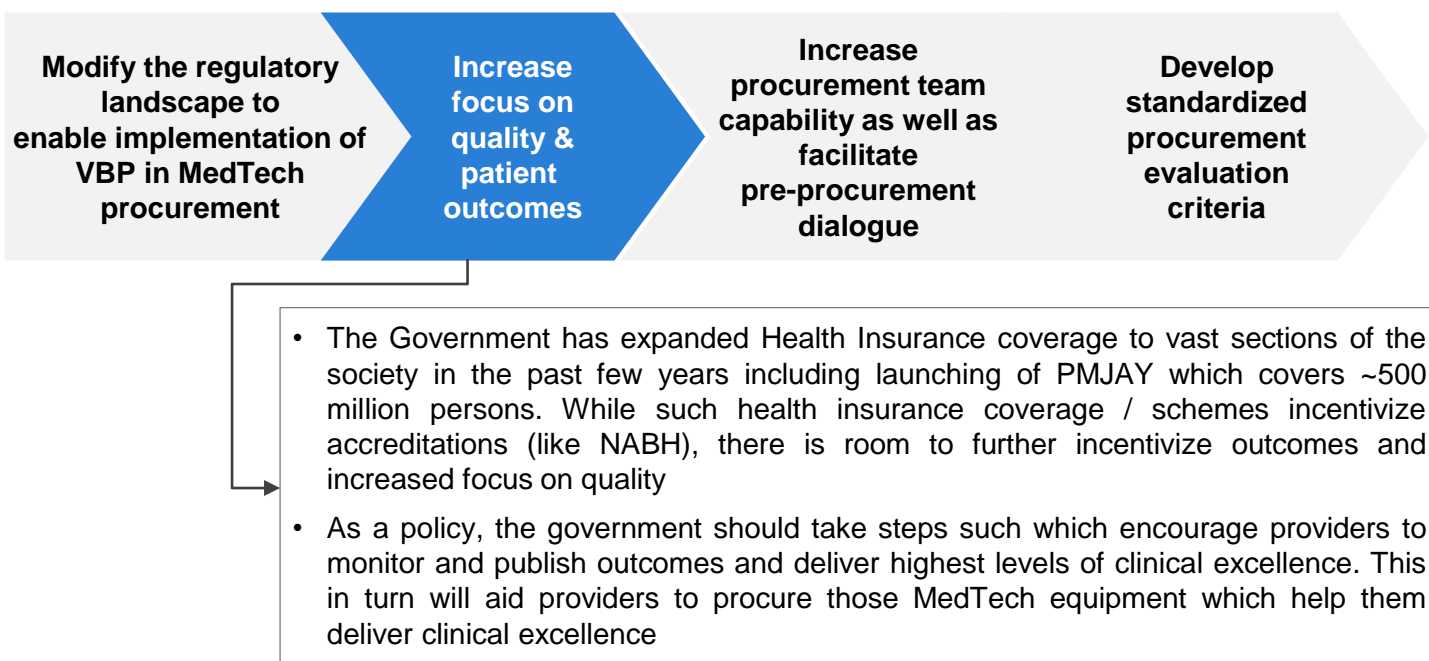 Modify the regulatory
landscape to
enable implementation of
VBP in MedTech
procurement
Increase
focus on
quality &
patient
outcomes
Increase
procurement team
capability as well as
facilitate
pre-procurement
dialogue
Develop
standardized
procurement
evaluation
criteria
• The Government has expanded Health Insurance coverage to vast sections of the
society in the past few years including launching of PMJAY which covers ~500
million persons. While such health insurance coverage / schemes incentivize
accreditations (like NABH), there is room to further incentivize outcomes and
increased focus on quality
• As a policy, the government should take steps such which encourage providers to
monitor and publish outcomes and deliver highest levels of clinical excellence. This
in turn will aid providers to procure those MedTech equipment which help them
deliver clinical excellence